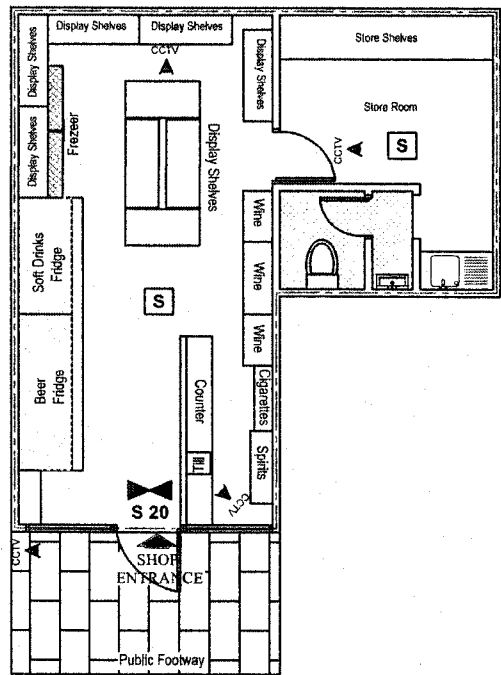 Display Shelves
Display Shelves
CCTV
Display Shelves
Display Shelves
Frezeer
Display Shelves
Display Shelves
Store Shelves
Store Room
CCTV
S
Soft Drinks
Fridge
Beer
Fridge
S
Wine
Wine
Wine
Cigarettes
Spirits
Counter
Till
CCTV
S 20
CCTV
SHOP
ENTRANCE
Public Footway